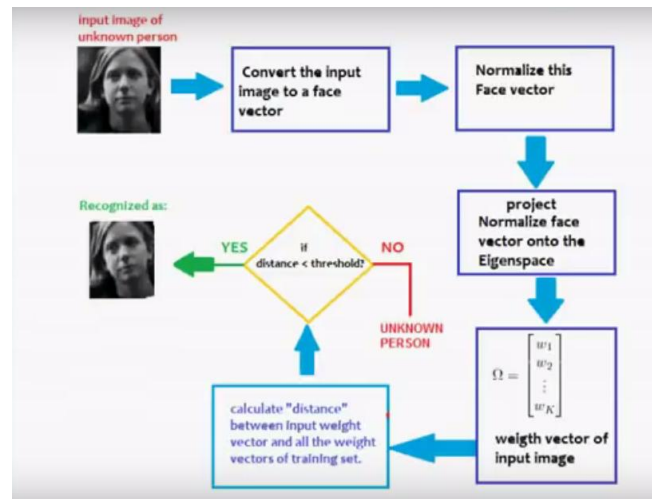 input image of
unknown person
Convert the input
image to a face
vector
Normalize this
Face vector
project
Normalize face
vector onto the
Eigenspace
Ω = [w₁ w₂ ⋮ w_K]
weigth vector of
input image
calculate "distance"
between input weight
vector and all the weight
vectors of training set.
if
distance < threshold?
YES
NO
UNKNOWN
PERSON
Recognized as: